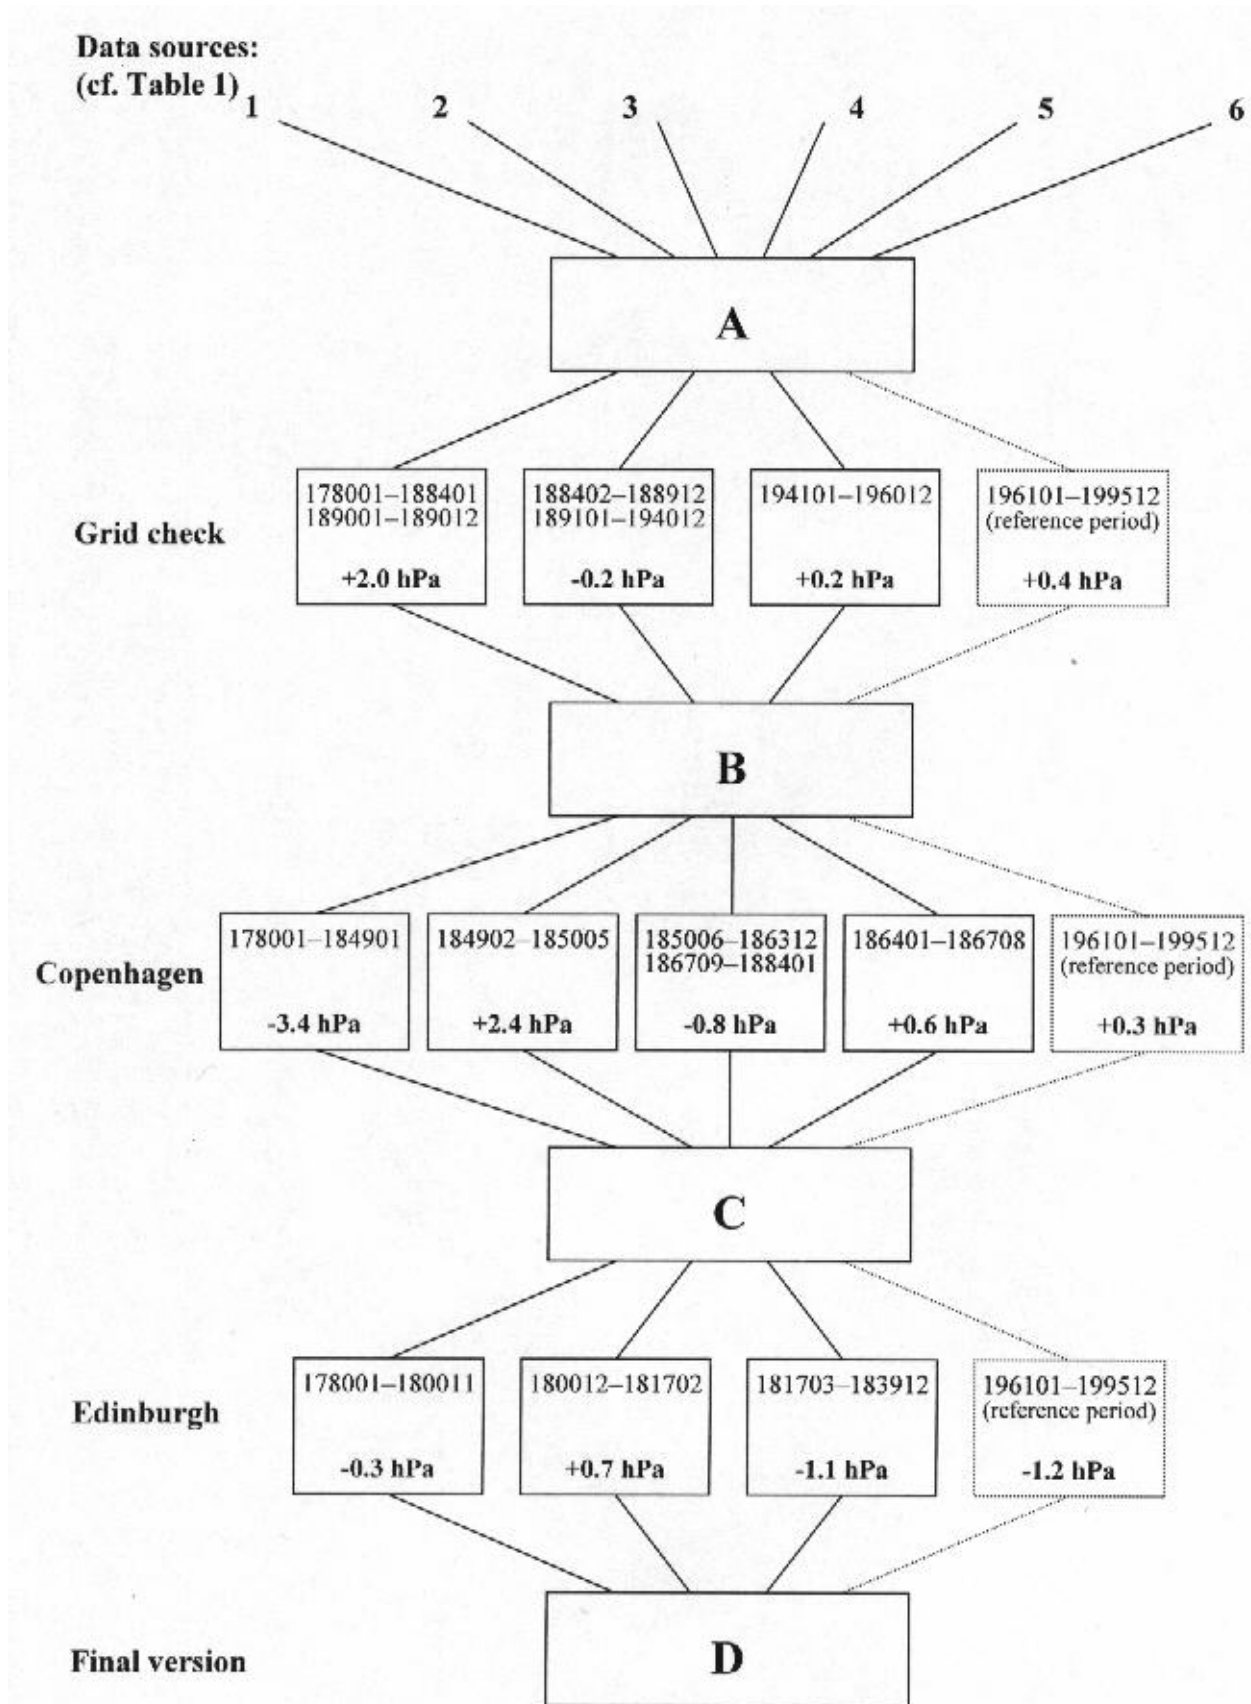 Data sources:
(cf. Table 1)
1 2 3 4 5 6
A
Grid check
178001–188401
189001–189012
+2.0 hPa
188402–188912
189101–194012
-0.2 hPa
194101–196012
+0.2 hPa
196101–199512
(reference period)
+0.4 hPa
B
Copenhagen
178001–184901
-3.4 hPa
184902–185005
+2.4 hPa
185006–186312
186709–188401
-0.8 hPa
186401–186708
+0.6 hPa
196101–199512
(reference period)
+0.3 hPa
C
Edinburgh
178001–180011
-0.3 hPa
180012–181702
+0.7 hPa
181703–183912
-1.1 hPa
196101–199512
(reference period)
-1.2 hPa
Final version
D